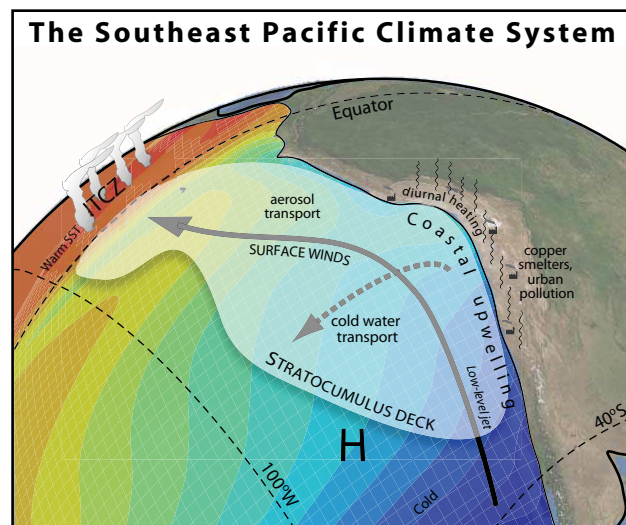 The Southeast Pacific Climate System
Equator
ITCZ
Warm SST
aerosol
transport
diurnal heating
SURFACE WINDS
Coastal upwelling
copper
smelters,
urban
pollution
cold water
transport
STRATOCUMULUS DECK
Low-level jet
40°S
H
100°W
Cold